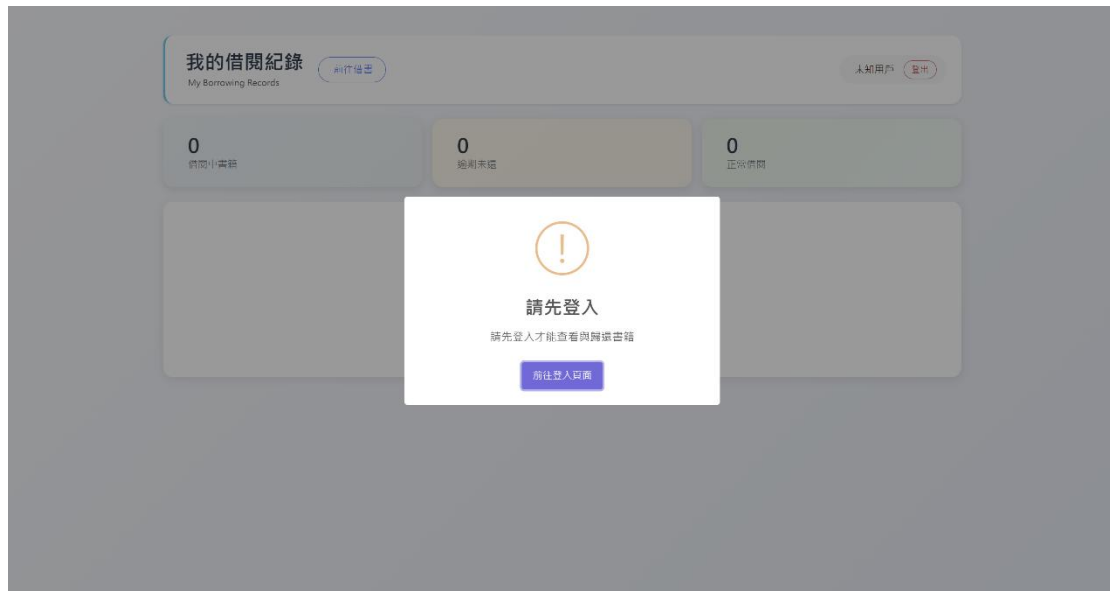 我的借閱紀錄
前往借書
My Borrowing Records
未知用戶
登出
0
借閱中書籍
0
逾期未還
0
正常借閱
!
請先登入
請先登入才能查看與歸還書籍
前往登入頁面